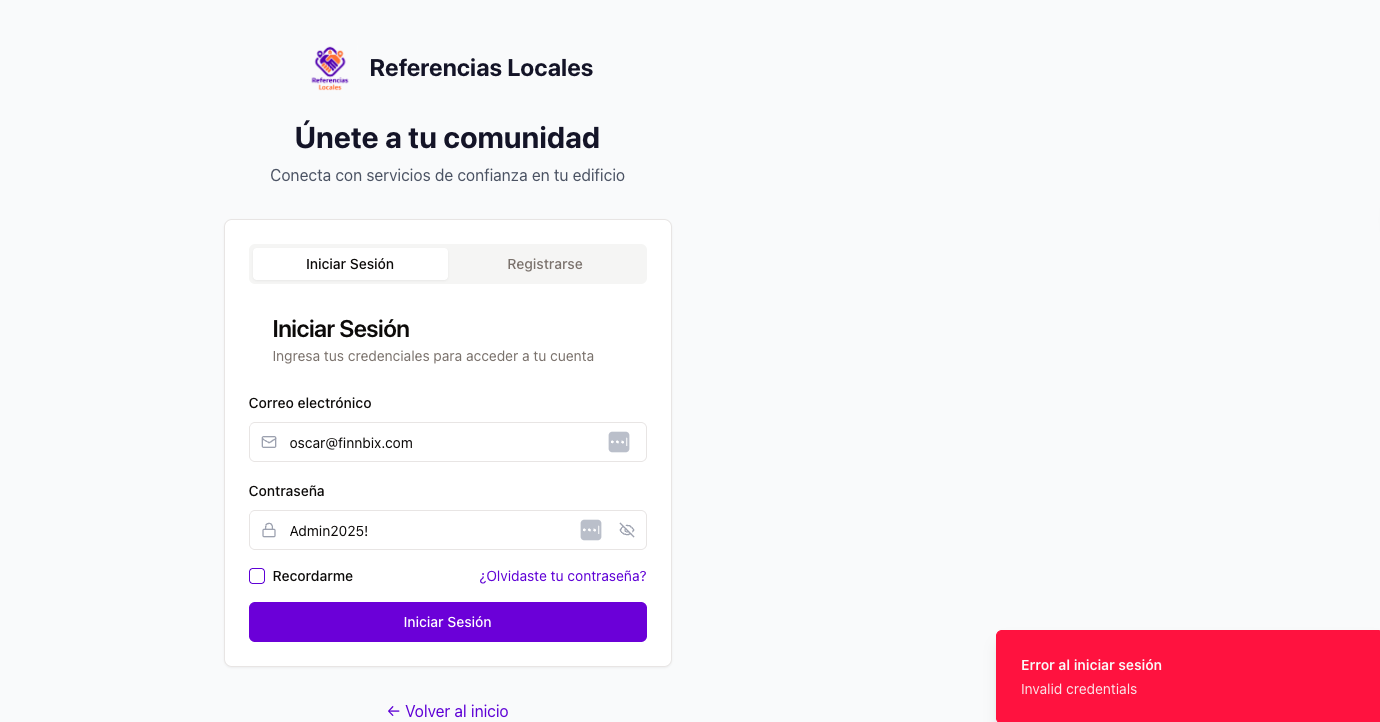 Referencias
Locales
Referencias Locales
Únete a tu comunidad
Conecta con servicios de confianza en tu edificio
Iniciar Sesión
Registrarse
Iniciar Sesión
Ingresa tus credenciales para acceder a tu cuenta
Correo electrónico
oscar@finnbix.com
Contraseña
Admin2025!
Recordarme
¿Olvidaste tu contraseña?
Iniciar Sesión
← Volver al inicio
Error al iniciar sesión
Invalid credentials